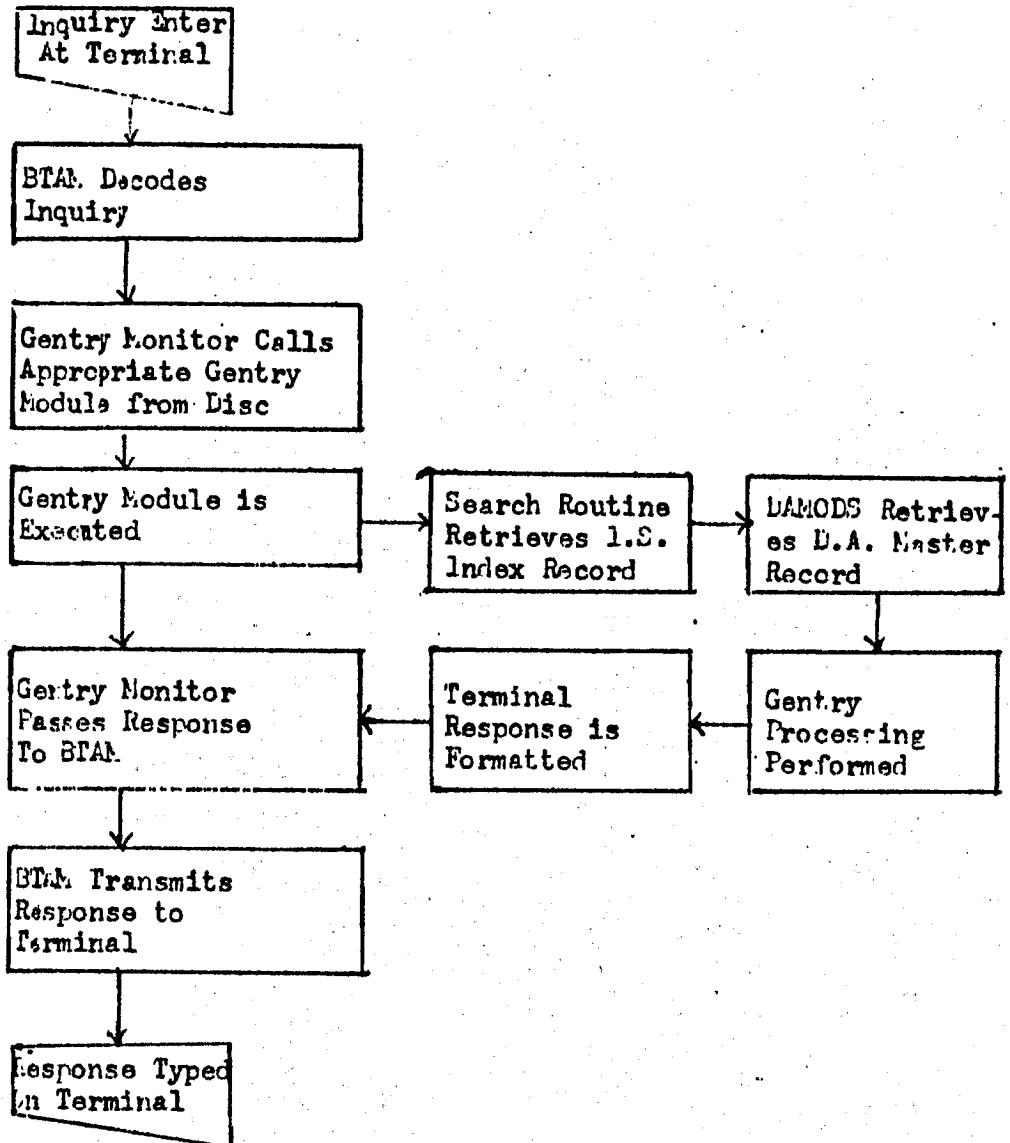 Inquiry Enter
At Terminal
BTAM Decodes
Inquiry
Gentry Monitor Calls
Appropriate Gentry
Module from Disc
Gentry Module is
Executed
Search Routine
Retrieves I.S.
Index Record
DAMODS Retriev-
es D.A. Master
Record
Gentry Monitor
Passes Response
To BTAM
Terminal
Response is
Formatted
Gentry
Processing
Performed
BTAM Transmits
Response to
Terminal
Response Typed
On Terminal